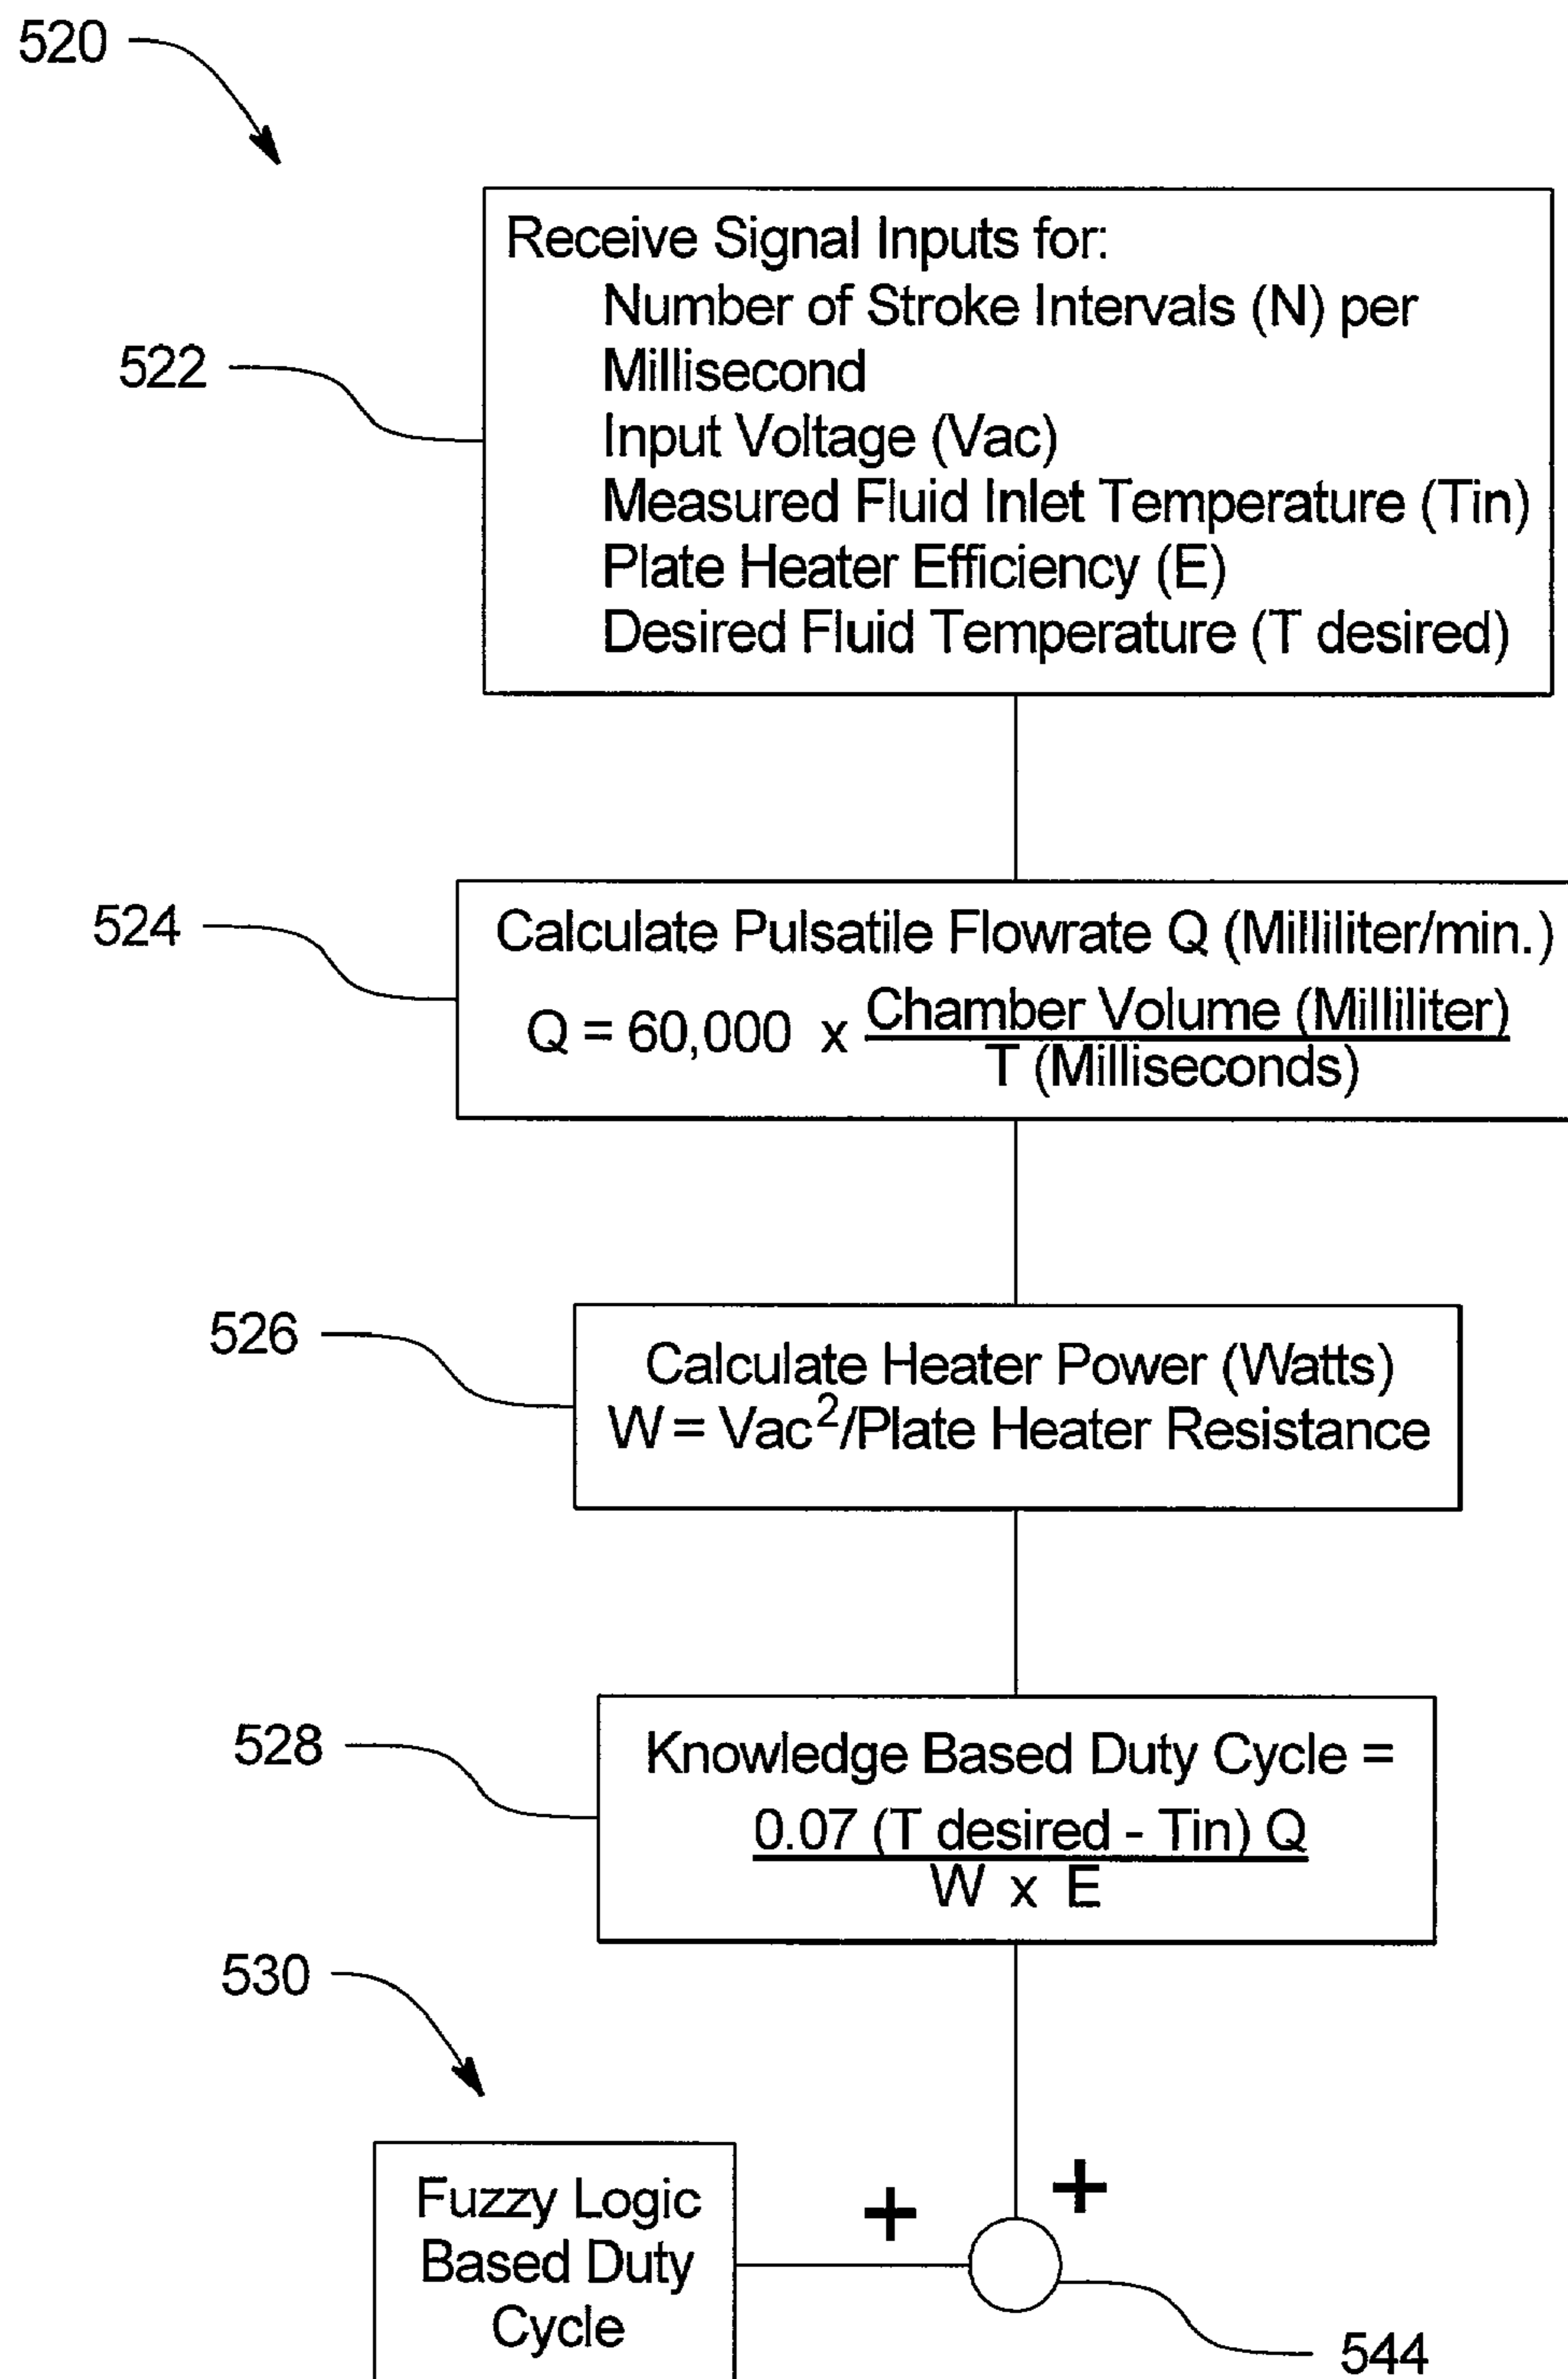 520
Receive Signal Inputs for:
Number of Stroke Intervals (N) per
Millisecond
522
Input Voltage (Vac)
Measured Fluid Inlet Temperature (Tin)
Plate Heater Efficiency (E)
Desired Fluid Temperature (T desired)
524
Calculate Pulsatile Flowrate Q (Milliliter/min.)
Q = 60,000 x Chamber Volume (Milliliter)
T (Milliseconds)
526
Calculate Heater Power (Watts)
W = Vac²/Plate Heater Resistance
528
Knowledge Based Duty Cycle =
0.07 (T desired - Tin) Q
W x E
530
+
+
Fuzzy Logic
Based Duty
Cycle
544